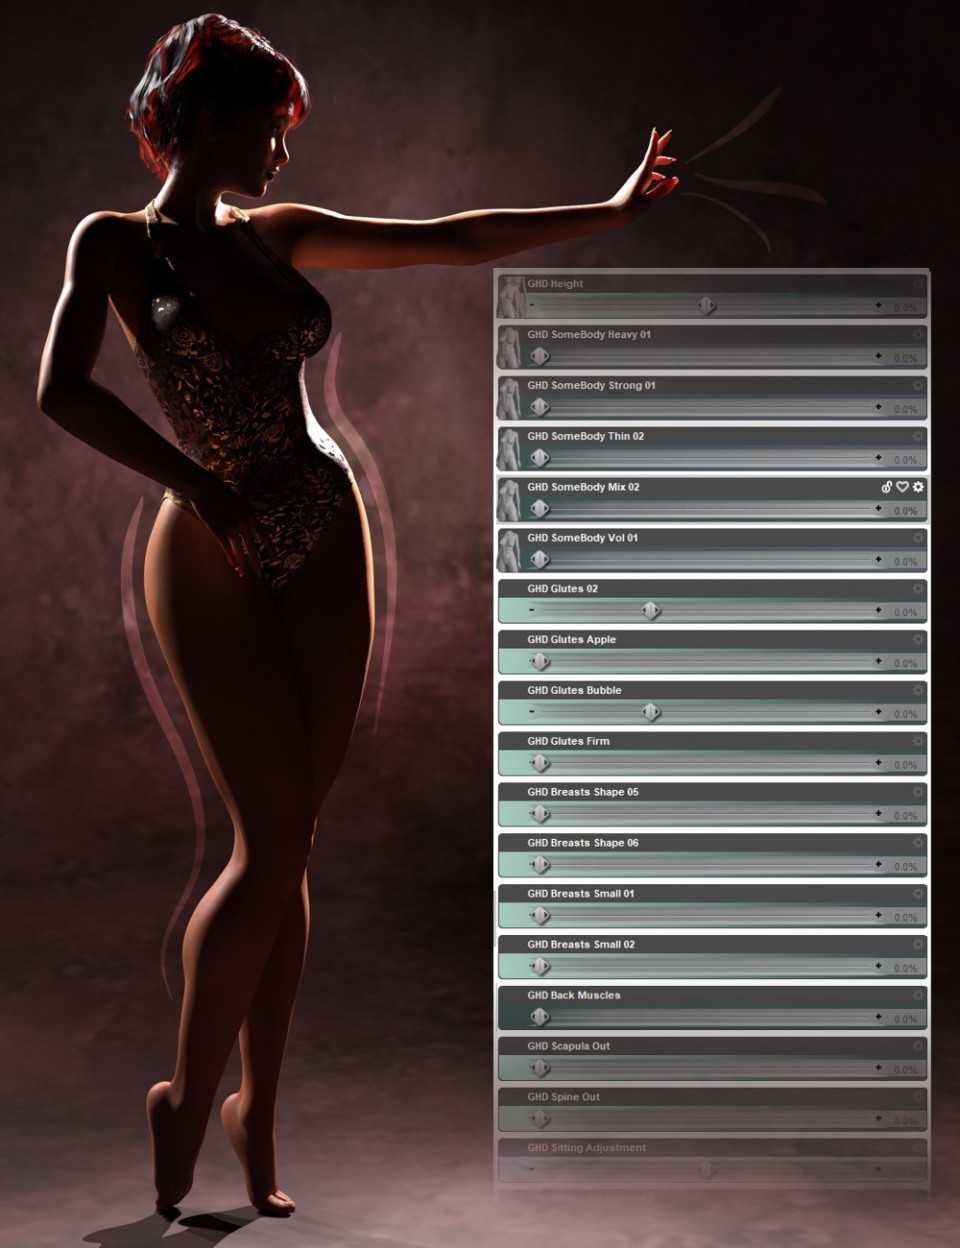 GHD Height
0.0%
GHD SomeBody Heavy 01
0.0%
GHD SomeBody Strong 01
0.0%
GHD SomeBody Thin 02
0.0%
GHD SomeBody Mix 02
0.0%
GHD SomeBody Vol 01
0.0%
GHD Glutes 02
0.0%
GHD Glutes Apple
0.0%
GHD Glutes Bubble
0.0%
GHD Glutes Firm
0.0%
GHD Breasts Shape 05
0.0%
GHD Breasts Shape 06
0.0%
GHD Breasts Small 01
0.0%
GHD Breasts Small 02
0.0%
GHD Back Muscles
0.0%
GHD Scapula Out
0.0%
GHD Spine Out
0.0%
GHD Sitting Adjustment
0.0%